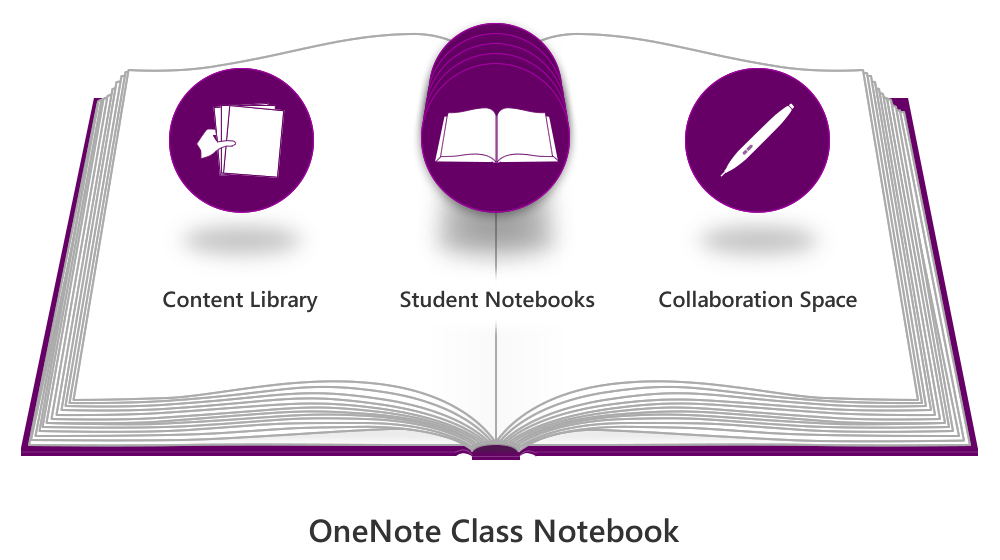 Content Library
Student Notebooks
Collaboration Space
OneNote Class Notebook